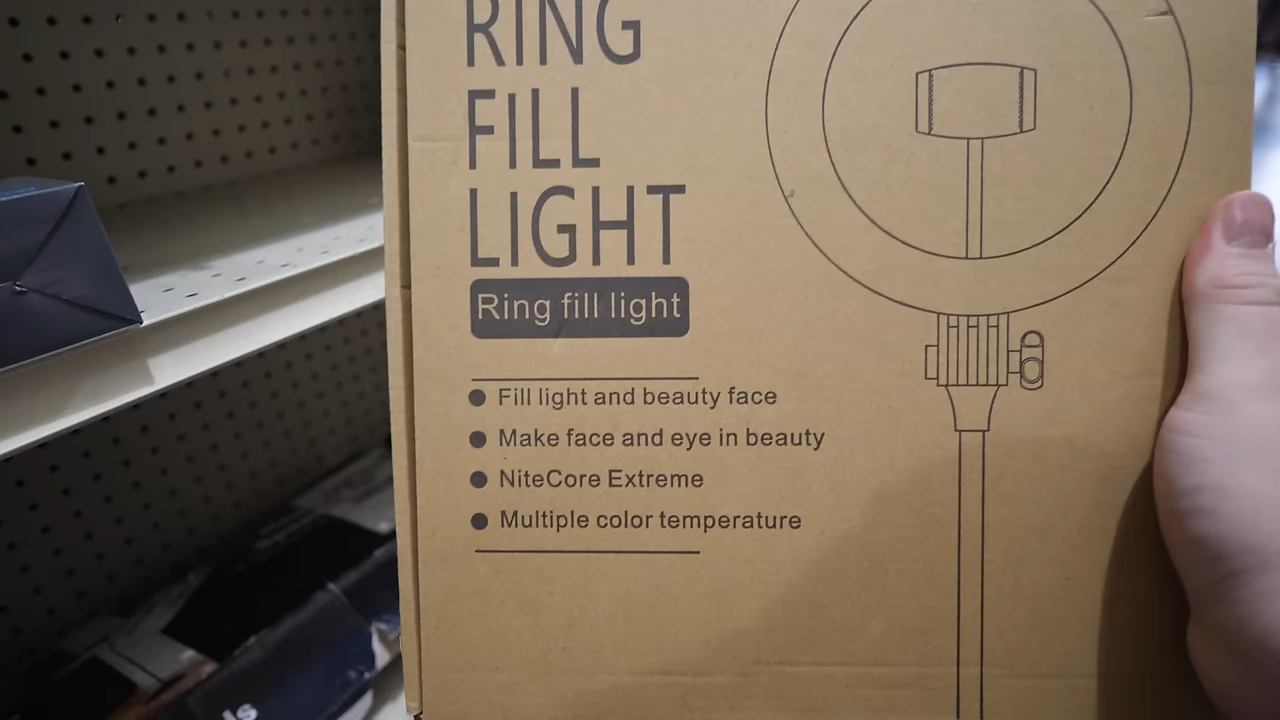 RING
FILL
LIGHT
Ring fill light
Fill light and beauty face
Make face and eye in beauty
NiteCore Extreme
Multiple color temperature
ls